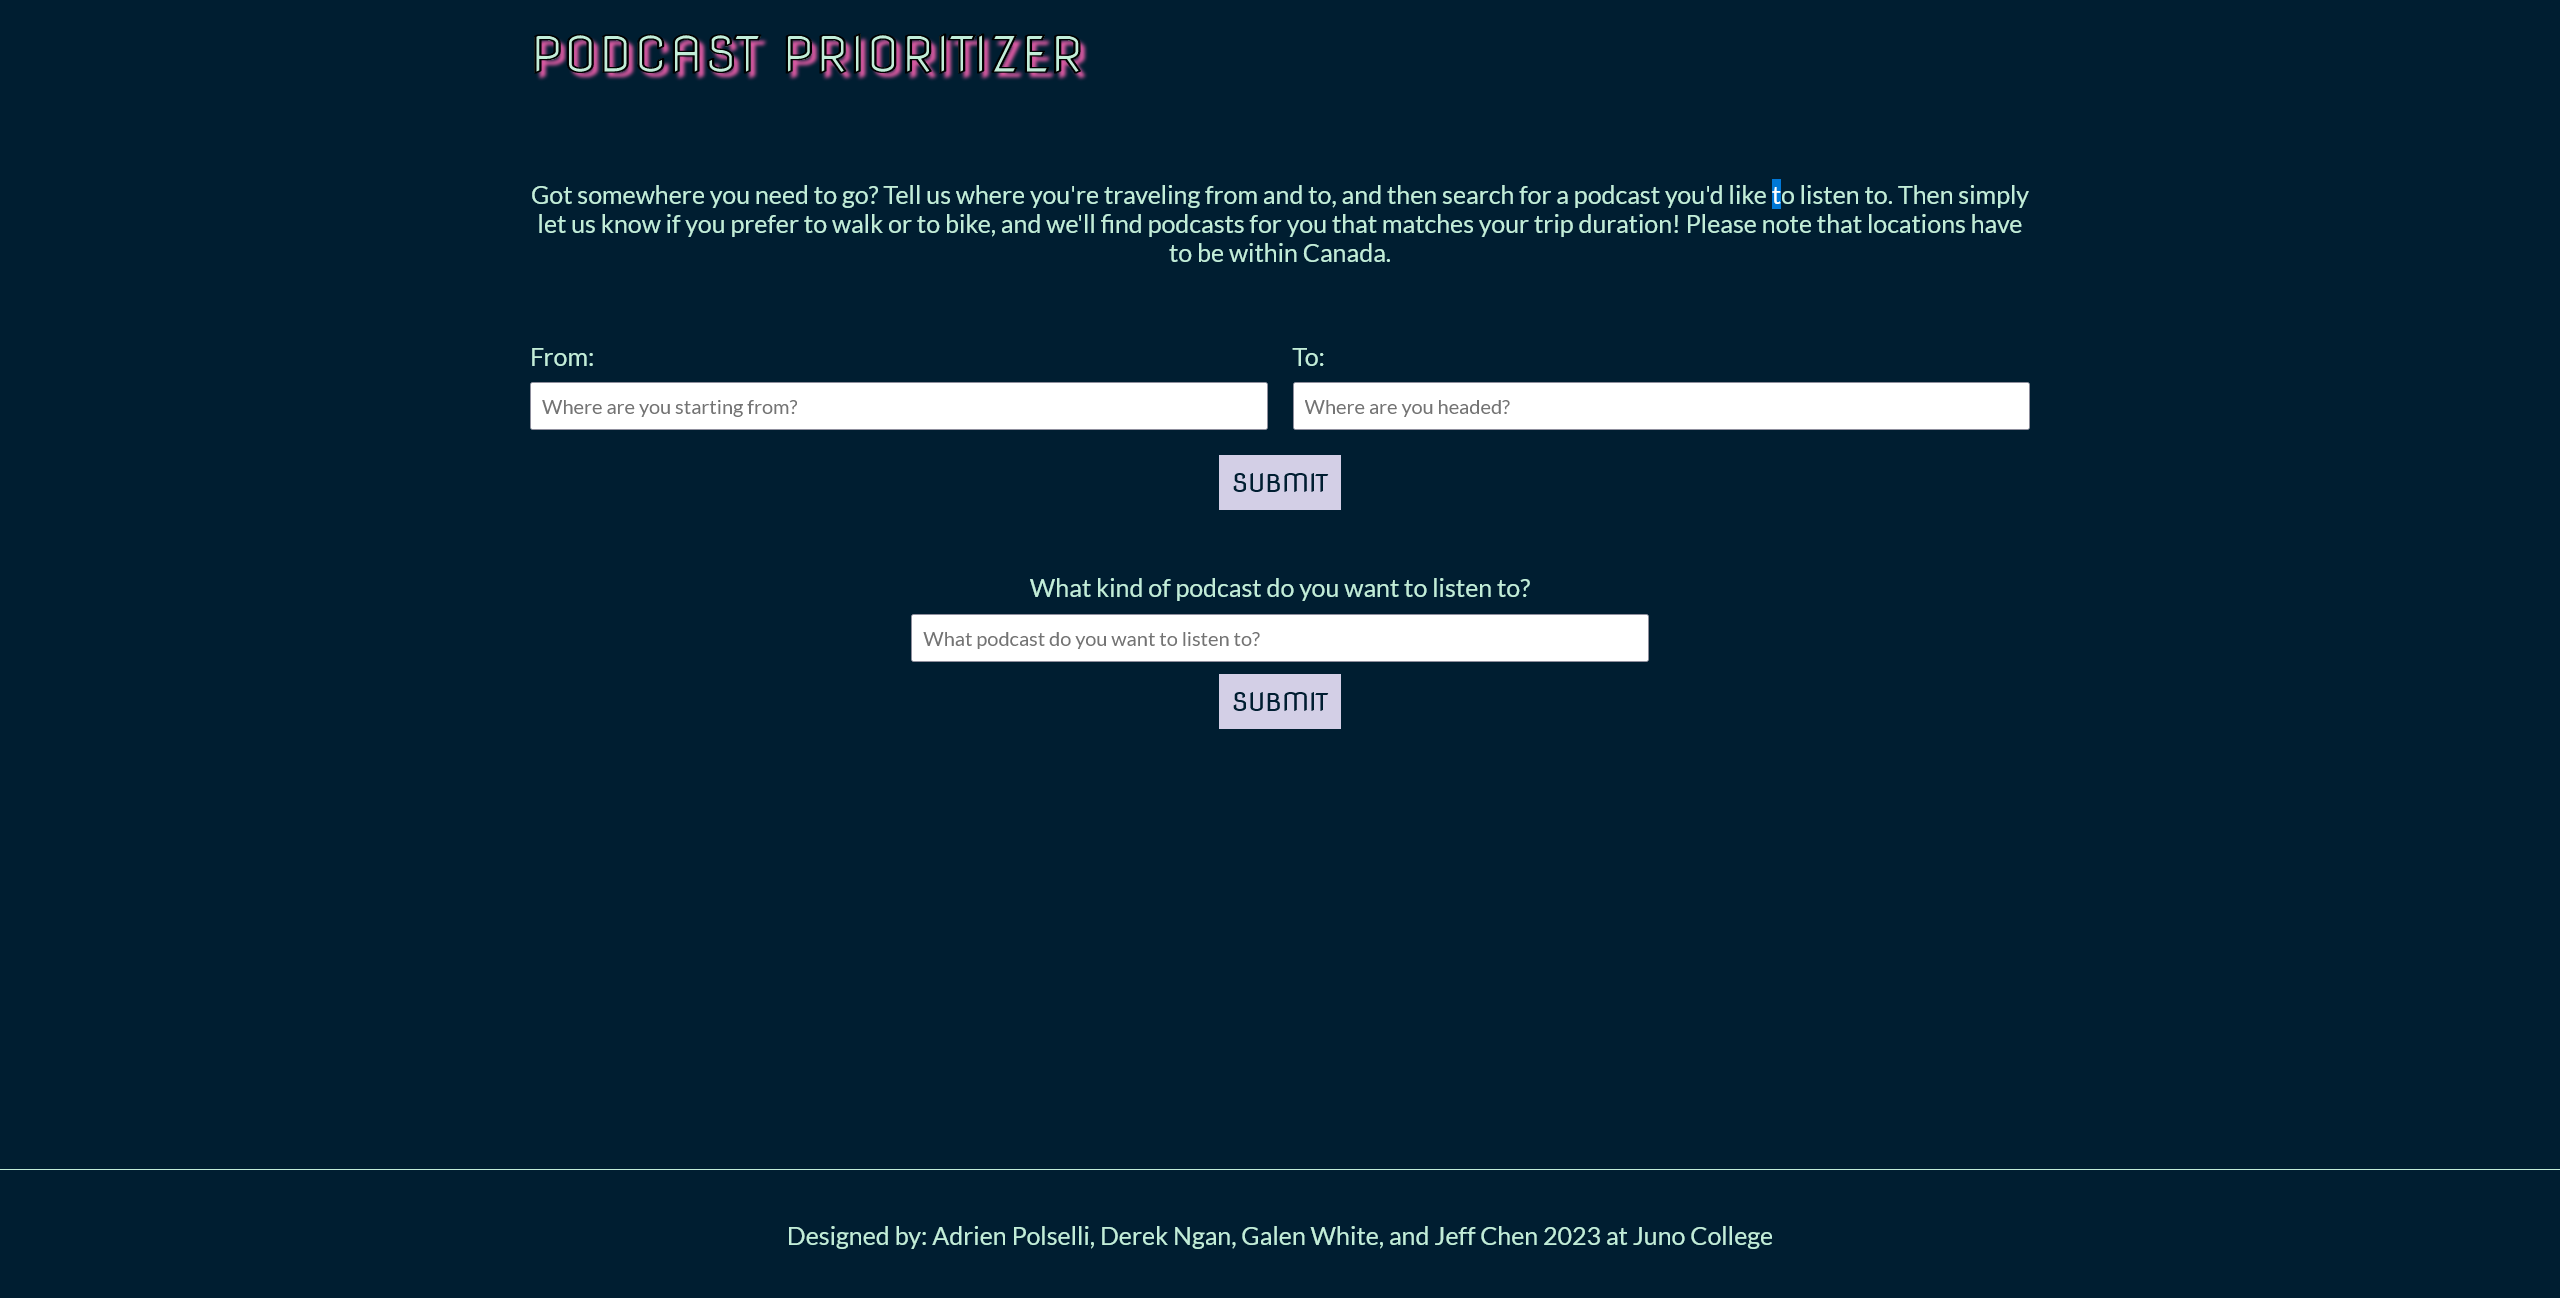 PODCAST PRIORITIZER
Got somewhere you need to go? Tell us where you're traveling from and to, and then search for a podcast you'd like to listen to. Then simply
let us know if you prefer to walk or to bike, and we'll find podcasts for you that matches your trip duration! Please note that locations have
to be within Canada.
From:
To:
Where are you starting from?
Where are you headed?
SUBMIT
What kind of podcast do you want to listen to?
What podcast do you want to listen to?
SUBMIT
Designed by: Adrien Polselli, Derek Ngan, Galen White, and Jeff Chen 2023 at Juno College